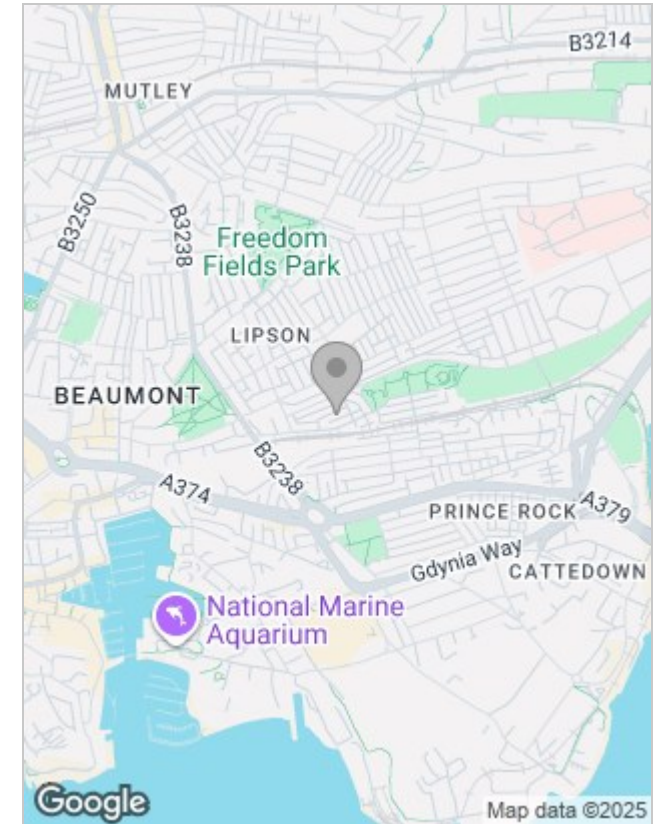 B3214
MUTLEY
B3250
B3238
Freedom
Fields Park
LIPSON
BEAUMONT
B3238
A374
PRINCE ROCK
A379
Gdynia Way
CATTEDOWN
National Marine
Aquarium
Google
Map data ©2025